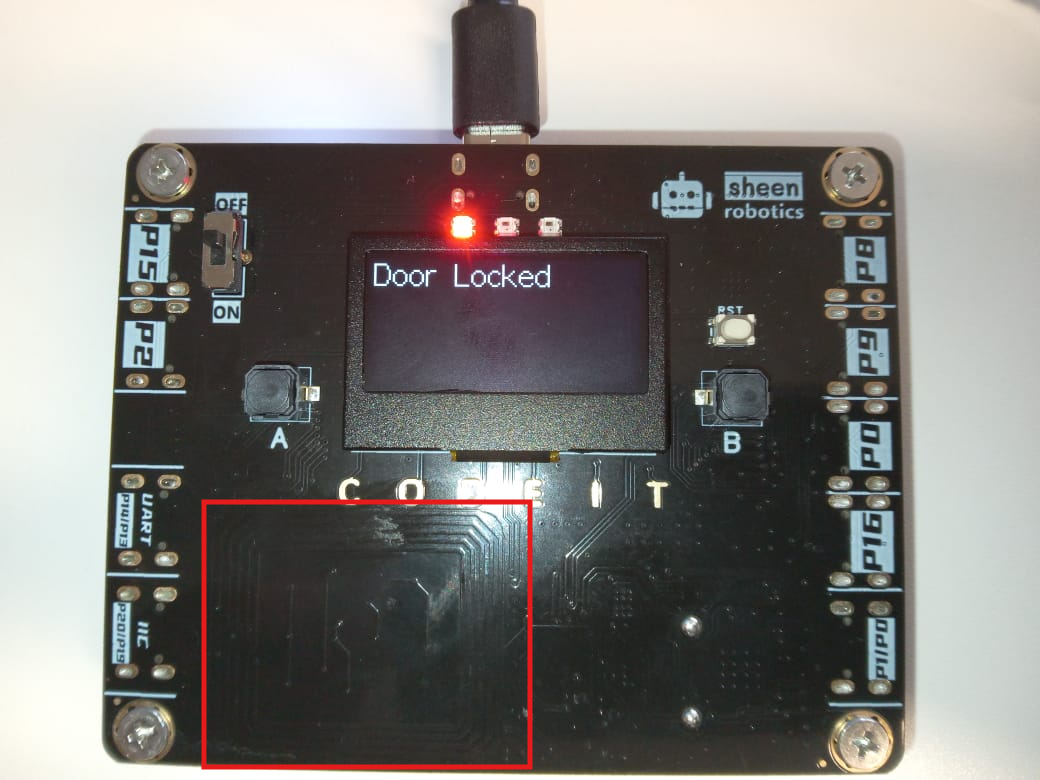 OFF
ON
sheen
robotics
Door Locked
RST
A
B
C O D E I T
P15
P2
UART
P14/P13
IIC
P20/P19
P8
P9
P0
P16
P1/P0